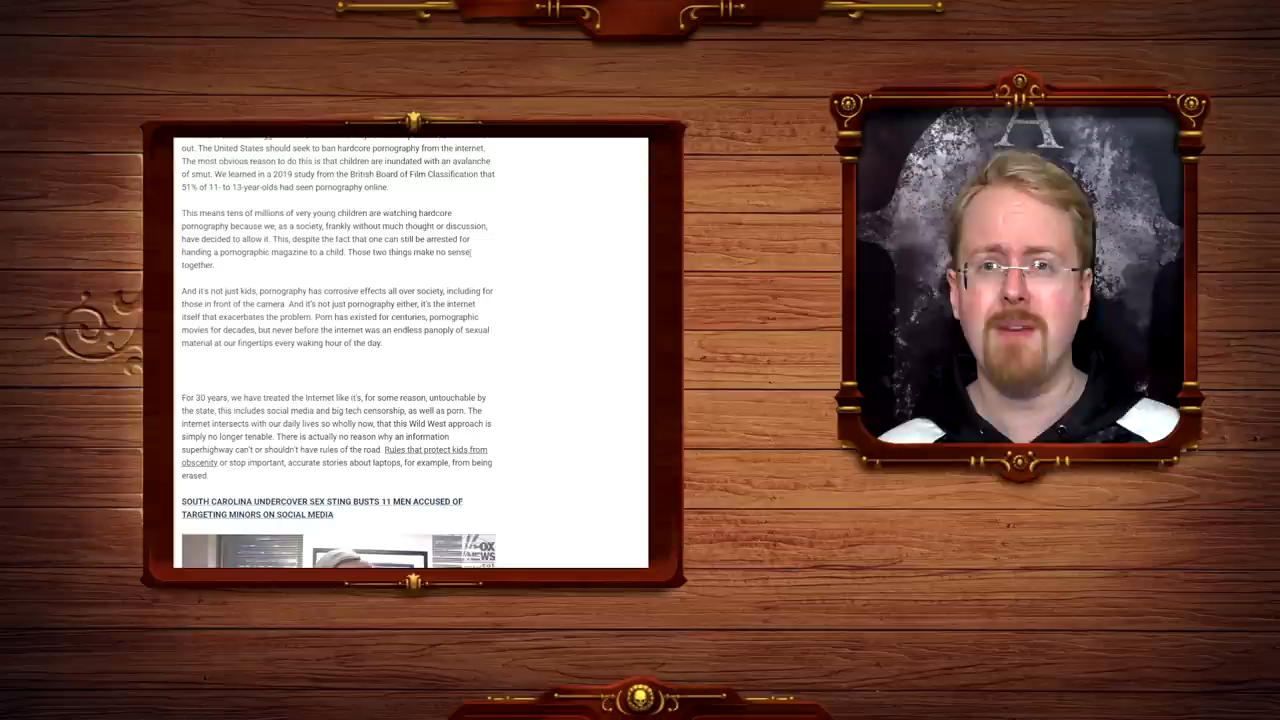 A
out. The United States should seek to ban hardcore pornography from the internet.
The most obvious reason to do this is that children are inundated with an avalanche
of smut. We learned in a 2019 study from the British Board of Film Classification that
51% of 11- to 13-year-olds had seen pornography online.
This means tens of millions of very young children are watching hardcore
pornography because we, as a society, frankly without much thought or discussion,
have decided to allow it. This, despite the fact that one can still be arrested for
handing a pornographic magazine to a child. Those two things make no sense
together.
And it's not just kids, pornography has corrosive effects all over society, including for
those in front of the camera. And it's not just pornography either, it's the internet
itself that exacerbates the problem. Porn has existed for centuries, pornographic
movies for decades, but never before the internet was an endless panoply of sexual
material at our fingertips every waking hour of the day.
For 30 years, we have treated the Internet like it's, for some reason, untouchable by
the state, this includes social media and big tech censorship, as well as porn. The
internet intersects with our daily lives so wholly now, that this Wild West approach is
simply no longer tenable. There is actually no reason why an information
superhighway can't or shouldn't have rules of the road. Rules that protect kids from
obscenity or stop important, accurate stories about laptops, for example, from being
erased.
SOUTH CAROLINA UNDERCOVER SEX STING BUSTS 11 MEN ACCUSED OF
TARGETING MINORS ON SOCIAL MEDIA
FOX
NEWS